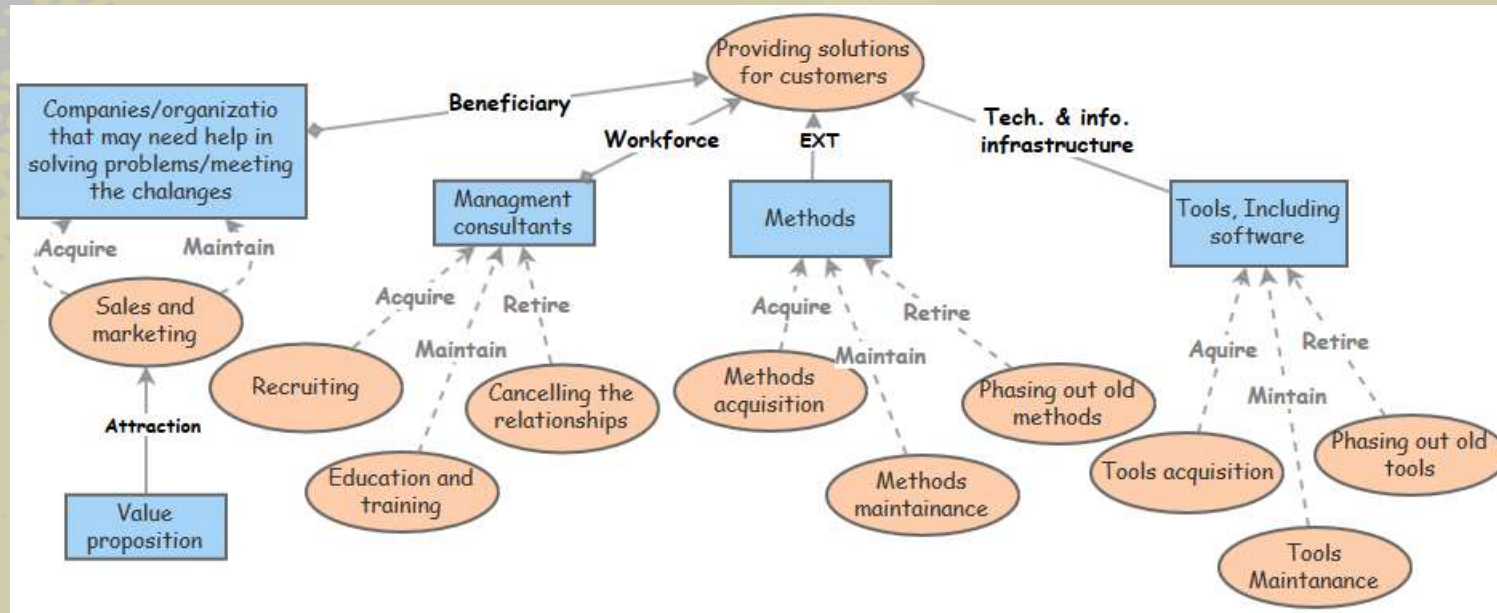 Providing solutions
for customers
Companies/organizatio
that may need help in
solving problems/meeting
the chalanges
Beneficiary
Workforce
EXT
Tech. & info.
infrastructure
Managment
consultants
Methods
Tools, Including
software
Acquire
Maintain
Sales and
marketing
Attraction
Value
proposition
Acquire
Retire
Maintain
Recruiting
Cancelling the
relationships
Education and
training
Acquire
Retire
Maintain
Methods
acquisition
Phasing out old
methods
Methods
maintainance
Aquire
Retire
Mintain
Tools acquisition
Phasing out old
tools
Tools
Maintanance